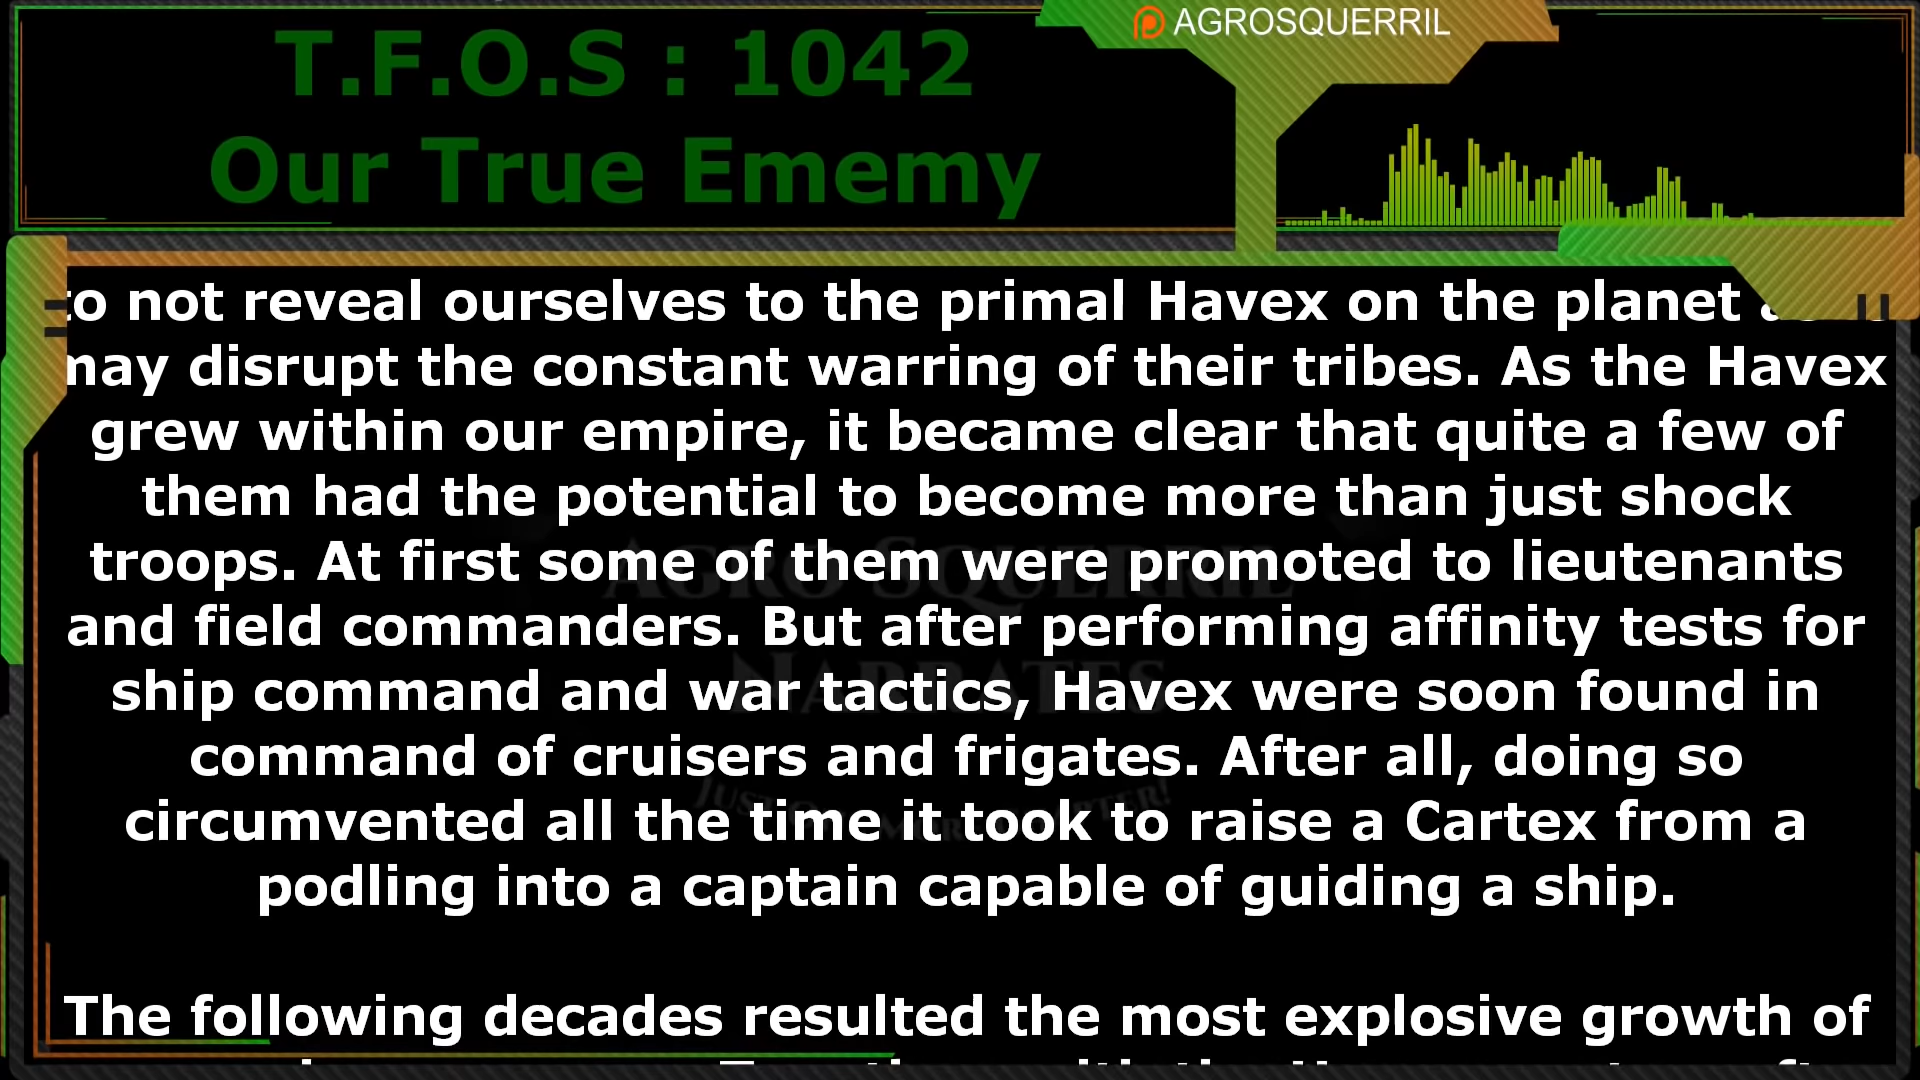 AGROSQUERRIL
T.F.O.S : 1042
Our True Ememy
to not reveal ourselves to the primal Havex on the planet
may disrupt the constant warring of their tribes. As the Havex
grew within our empire, it became clear that quite a few of
them had the potential to become more than just shock
troops. At first some of them were promoted to lieutenants
and field commanders. But after performing affinity tests for
ship command and war tactics, Havex were soon found in
command of cruisers and frigates. After all, doing so
circumvented all the time it took to raise a Cartex from a
podling into a captain capable of guiding a ship.
The following decades resulted the most explosive growth of
AGRO SQUERRIL
NARRATES